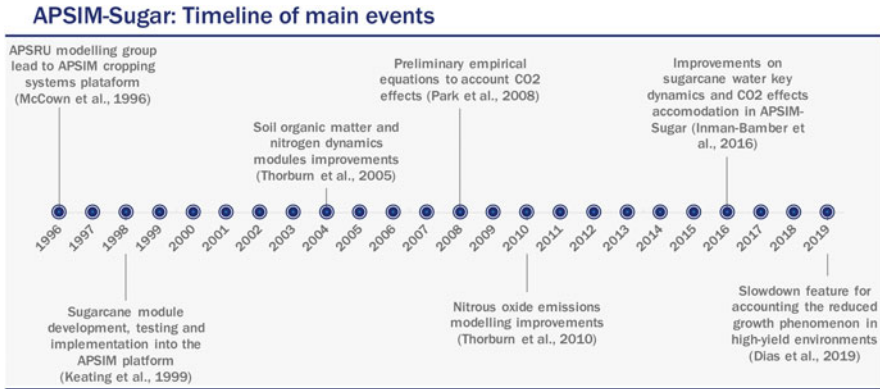 APSIM-Sugar: Timeline of main events
APSRU modelling group
lead to APSIM cropping
systems plataform
(McCown et al., 1996)
Soil organic matter and
nitrogen dynamics
modules improvements
(Thorburn et al., 2005)
Preliminary empirical
equations to account CO2
effects (Park et al., 2008)
Improvements on
sugarcane water key
dynamics and CO2 effects
accomodation in APSIM-
Sugar (Inman-Bamber et
al., 2016)
1996 1997 1998 1999 2000 2001 2002 2003 2004 2005 2006 2007 2008 2009 2010 2011 2012 2013 2014 2015 2016 2017 2018 2019
Sugarcane module
development, testing and
implementation into the
APSIM platform
(Keating et al., 1999)
Nitrous oxide emissions
modelling improvements
(Thorburn et al., 2010)
Slowdown feature for
accounting the reduced
growth phenomenon in
high-yield environments
(Dias et al., 2019)